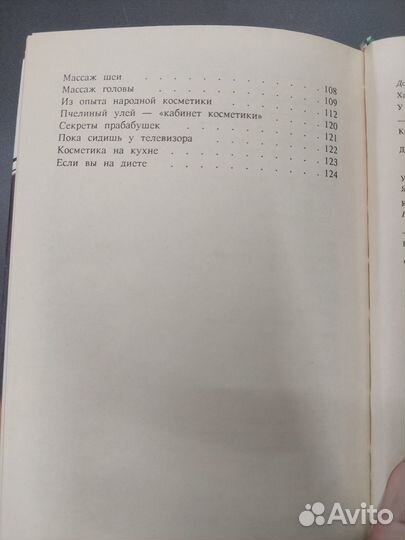 Массаж шеи . . . . . . . . 108
Массаж головы . . . . . . . 109
Из опыта народной косметики . . . . 112
Пчелиный улей — «кабинет косметики» . . 120
Секреты прабабушек . . . . . . 121
Пока сидишь у телевизора . . . . . 122
Косметика на кухне . . . . . . 123
Если вы на диете . . . . . . . 124
У
Avito